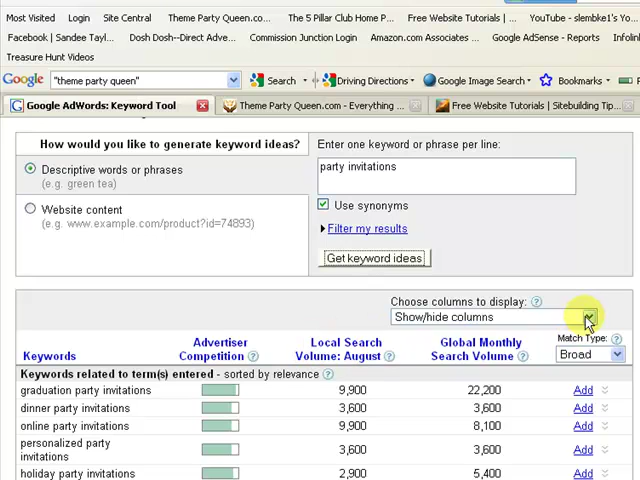 Most Visited Login Site Central Theme Party Queen.co... The 5 Pillar Club Home P... Free Website Tutorials | ... YouTube - slembke1's Yo
Facebook | Sandee Tayl... Dosh Dosh--Direct Adve... Commission Junction Login Amazon.com Associates ... Google AdSense - Reports Infolin
Treasure Hunt Videos
Google "theme party queen" Search Driving Directions Google Image Search Bookmarks
Google AdWords: Keyword Tool Theme Party Queen.com - Everything ... Free Website Tutorials | Sitebuilding Tip...
How would you like to generate keyword ideas?
Descriptive words or phrases
(e.g. green tea)
Website content
(e.g. www.example.com/product?id=74893)
Enter one keyword or phrase per line:
party invitations
Use synonyms
Filter my results
Get keyword ideas
Choose columns to display: ?
Show/hide columns
Keywords
Advertiser
Competition ?
Local Search
Volume: August ?
Global Monthly
Search Volume ?
Match Type: ?
Broad
Keywords related to term(s) entered - sorted by relevance ?
graduation party invitations 9,900 22,200 Add
dinner party invitations 3,600 3,600 Add
online party invitations 9,900 8,100 Add
personalized party
invitations 3,600 3,600 Add
holiday party invitations 2,900 5,400 Add